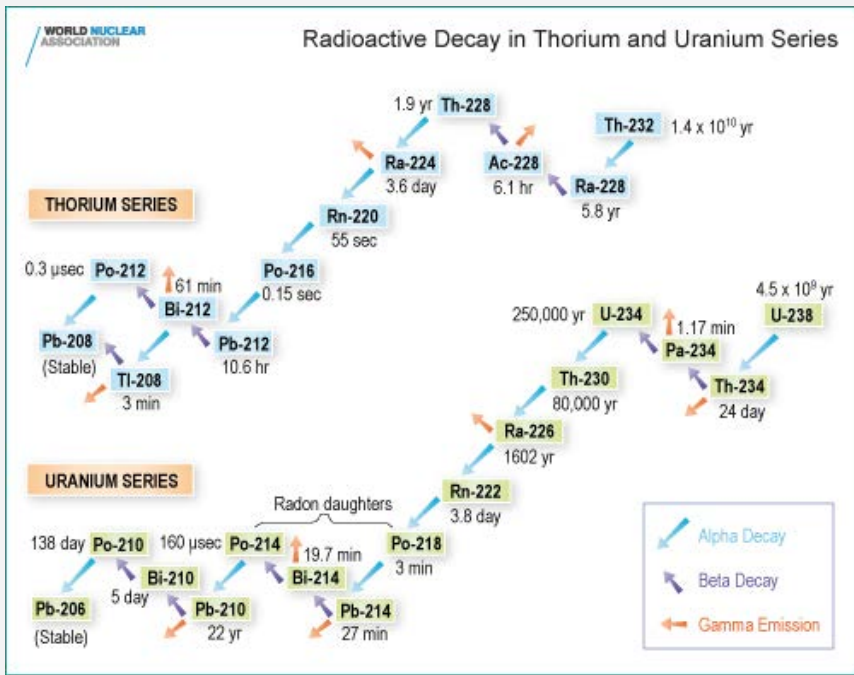 WORLD NUCLEAR
ASSOCIATION
Radioactive Decay in Thorium and Uranium Series
1.9 yr
Th-228
Th-232
1.4 x 10¹⁰ yr
Ra-224
3.6 day
Ac-228
6.1 hr
Ra-228
5.8 yr
THORIUM SERIES
Rn-220
55 sec
0.3 µsec
Po-212
61 min
Bi-212
Po-216
0.15 sec
Pb-208
(Stable)
Pb-212
10.6 hr
Tl-208
3 min
4.5 x 10⁹ yr
250,000 yr
U-234
1.17 min
U-238
Pa-234
Th-230
80,000 yr
Th-234
24 day
Ra-226
1602 yr
URANIUM SERIES
Rn-222
3.8 day
Radon daughters
138 day
Po-210
160 µsec
Po-214
19.7 min
Po-218
3 min
Bi-210
5 day
Bi-214
Pb-206
(Stable)
Pb-210
22 yr
Pb-214
27 min
Alpha Decay
Beta Decay
Gamma Emission